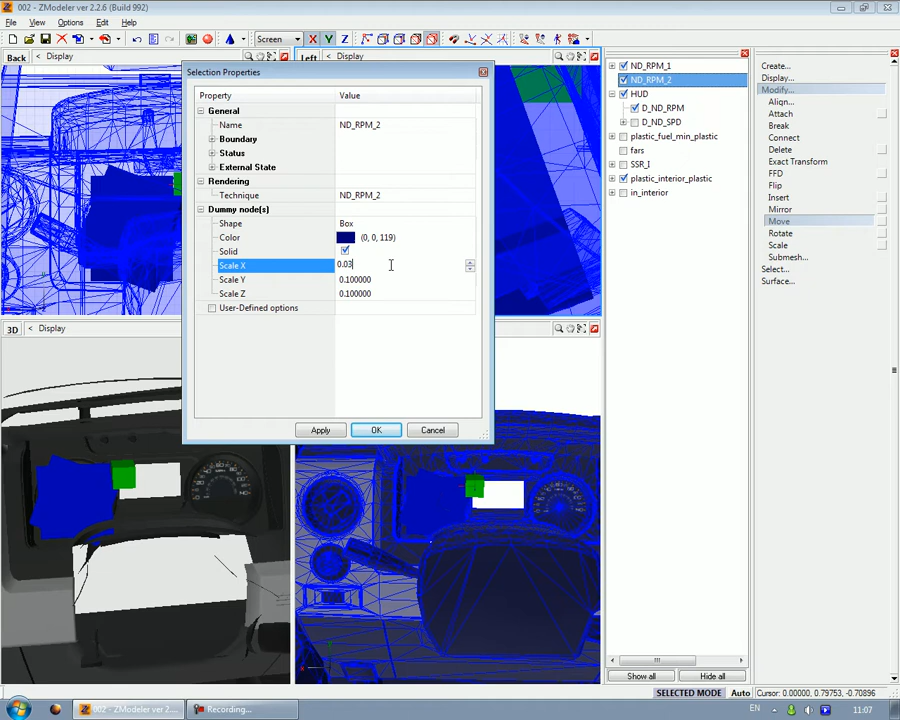 002 - ZModeler ver 2.2.6 (Build 992)
File View Options Edit Help
Screen X Y Z
Back < Display
Left < Display
Selection Properties
Property Value
General
Name ND_RPM_2
Boundary
Status
External State
Rendering
Technique ND_RPM_2
Dummy node(s)
Shape Box
Color (0, 0, 119)
Solid
Scale X 0.03
Scale Y 0.100000
Scale Z 0.100000
User-Defined options
Apply OK Cancel
3D < Display
ND_RPM_1
ND_RPM_2
HUD
D_ND_RPM
D_ND_SPD
plastic_fuel_min_plastic
fars
SSR_I
plastic_interior_plastic
in_interior
Show all Hide all
Create...
Display...
Modify...
Align...
Attach
Break
Connect
Delete
Exact Transform
FFD
Flip
Insert
Mirror
Move
Rotate
Scale
Submesh...
Select...
Surface...
SELECTED MODE Auto Cursor: 0.00000, 0.79753, -0.70896
002 - ZModeler ver 2.... Recording... EN 11:07